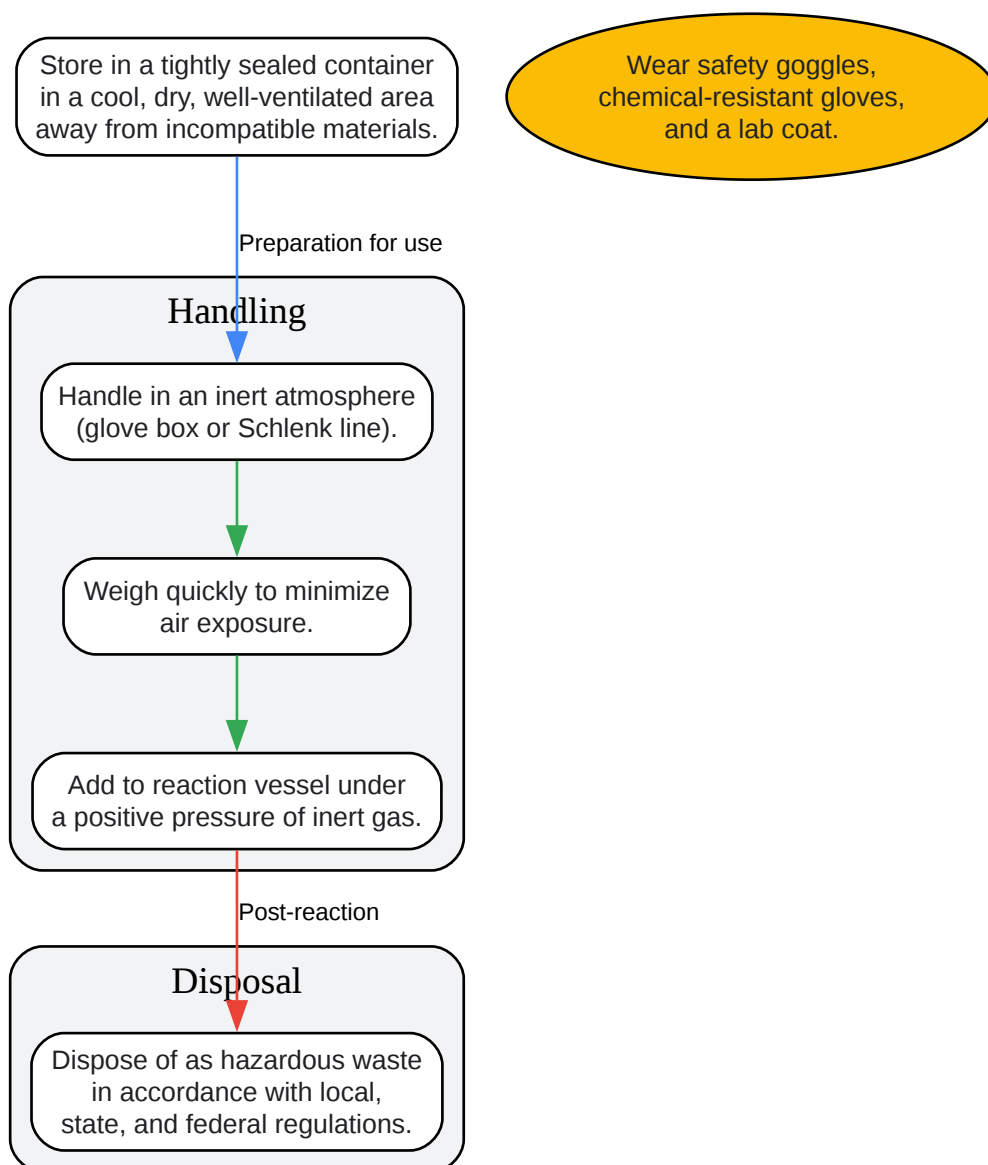 Store in a tightly sealed container
in a cool, dry, well-ventilated area
away from incompatible materials.
Wear safety goggles,
chemical-resistant gloves,
and a lab coat.
Preparation for use
Handling
Handle in an inert atmosphere
(glove box or Schlenk line).
Weigh quickly to minimize
air exposure.
Add to reaction vessel under
a positive pressure of inert gas.
Post-reaction
Disposal
Dispose of as hazardous waste
in accordance with local,
state, and federal regulations.